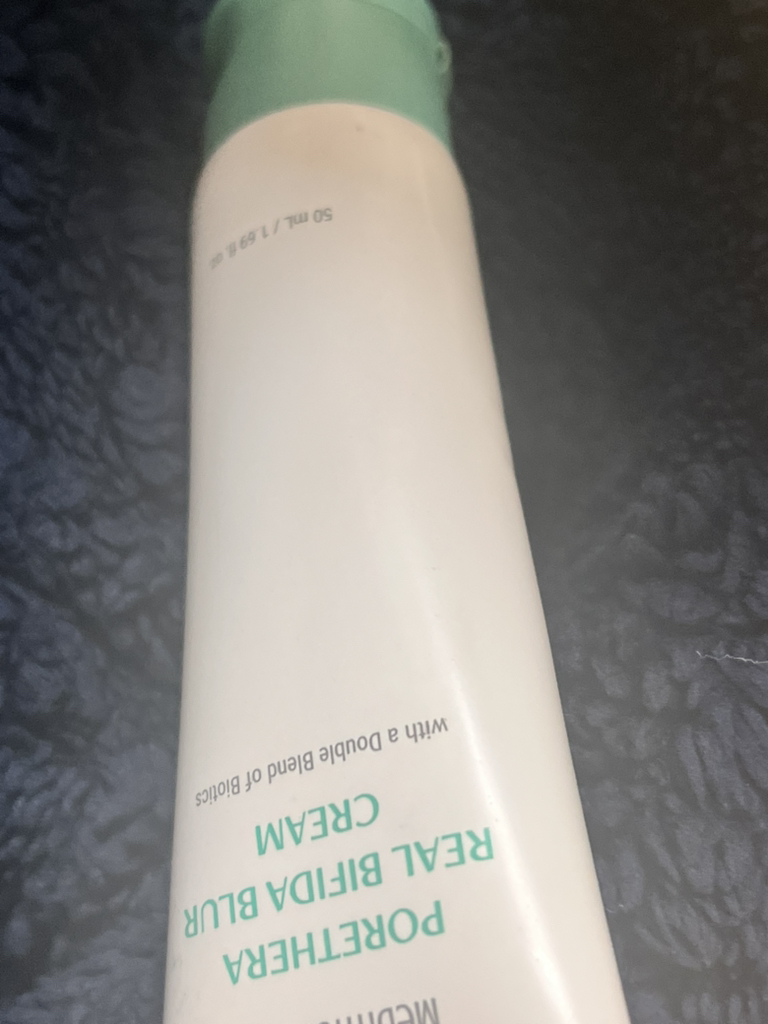 PORETHERA
REAL BIFIDA BLUR
CREAM
with a Double Blend of Biotics
50 mL / 1.69 fl. oz